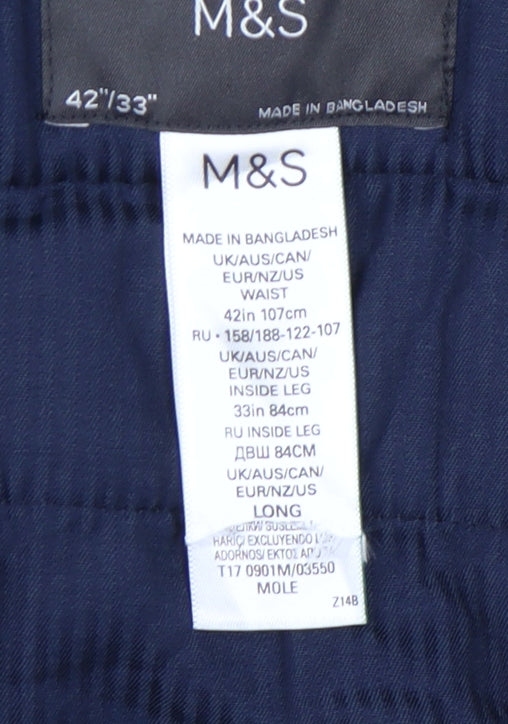 M&S
42"/33"
MADE IN BANGLADESH
M&S
MADE IN BANGLADESH
UK/AUS/CAN/
EUR/NZ/US
WAIST
42in 107cm
RU · 158/188-122-107
UK/AUS/CAN/
EUR/NZ/US
INSIDE LEG
33in 84cm
RU INSIDE LEG
ДВШ 84CM
UK/AUS/CAN/
EUR/NZ/US
LONG
HARİÇ EXCLUYENDO
ADORNOS/ ΕΚΤΟΣ
T17 0901M/03550
MOLE
Z14B